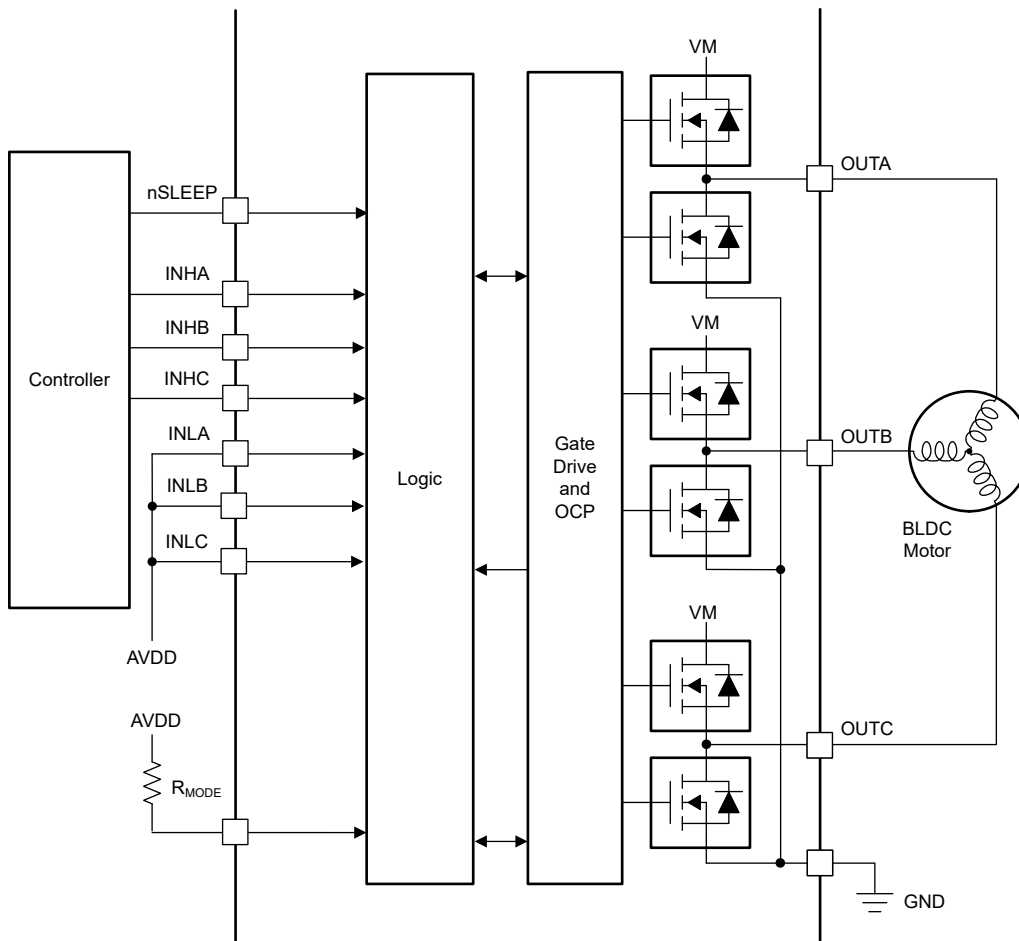 VM
OUTA
nSLEEP
INHA
INHB
INHC
INLA
INLB
INLC
Controller
Logic
Gate
Drive
and
OCP
VM
OUTB
BLDC
Motor
VM
AVDD
AVDD
RMODE
OUTC
GND